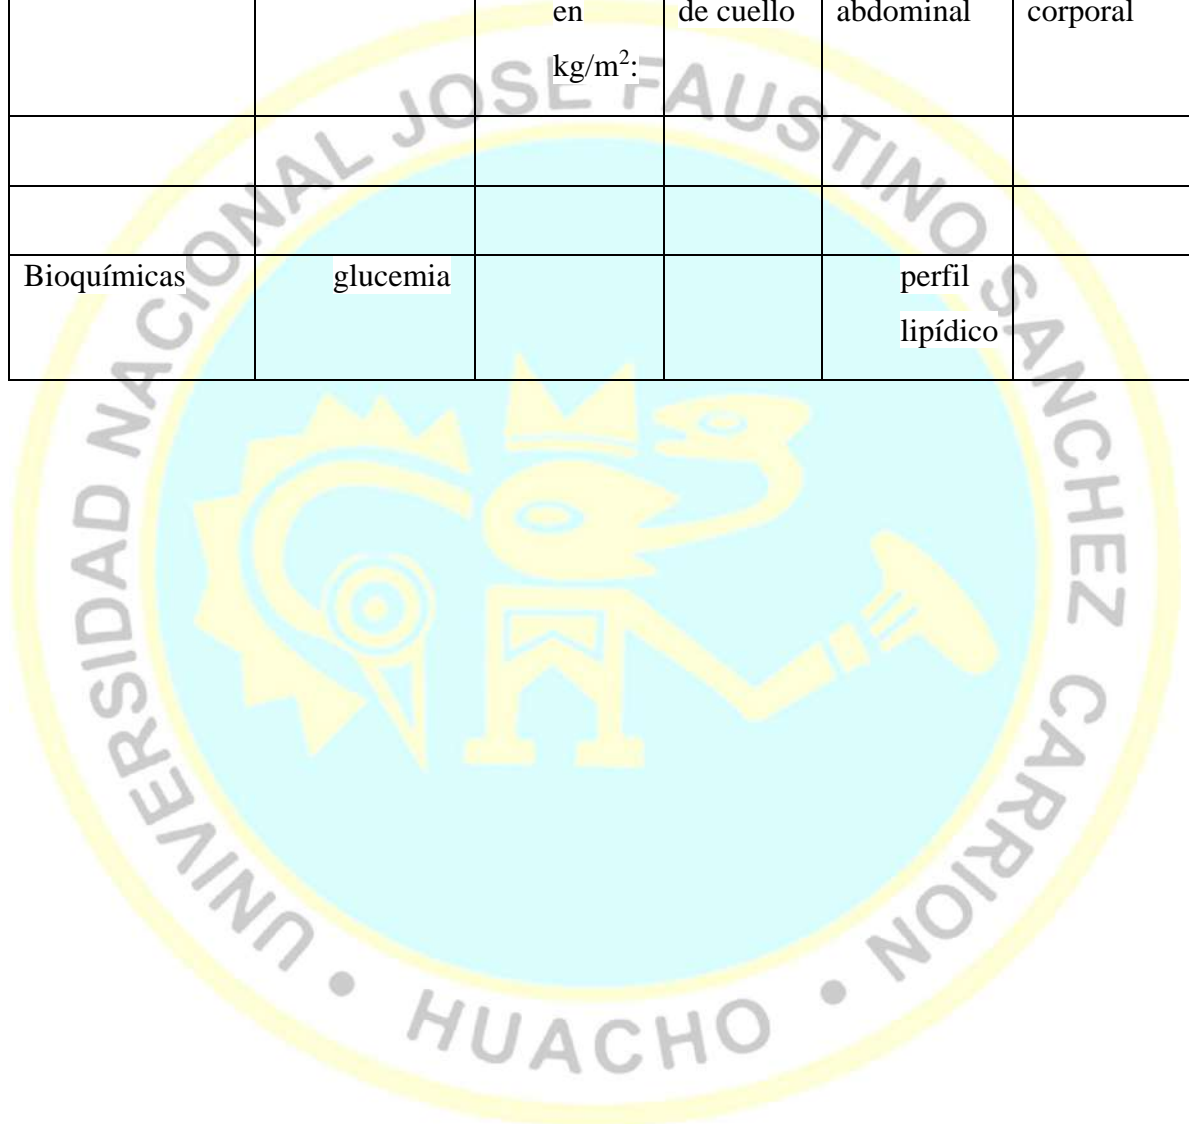 en de cuello abdominal corporal
kg/m²:
Bioquímicas glucemia perfil
lipídico
UNIVERSIDAD NACIONAL JOSE FAUSTINO SANCHEZ CARRION
• HUACHO •